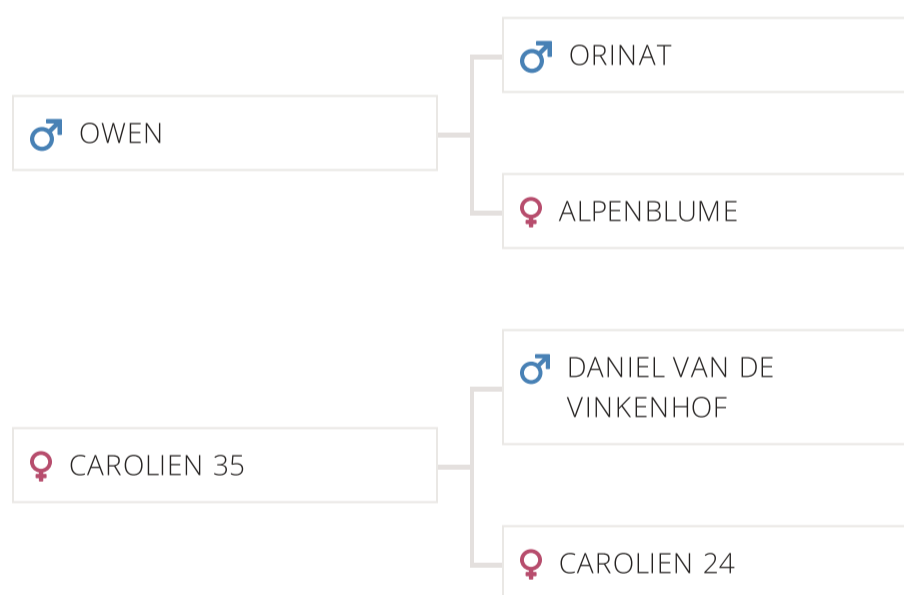 ORINAT
OWEN
ALPENBLUME
DANIEL VAN DE
VINKENHOF
CAROLIEN 35
CAROLIEN 24